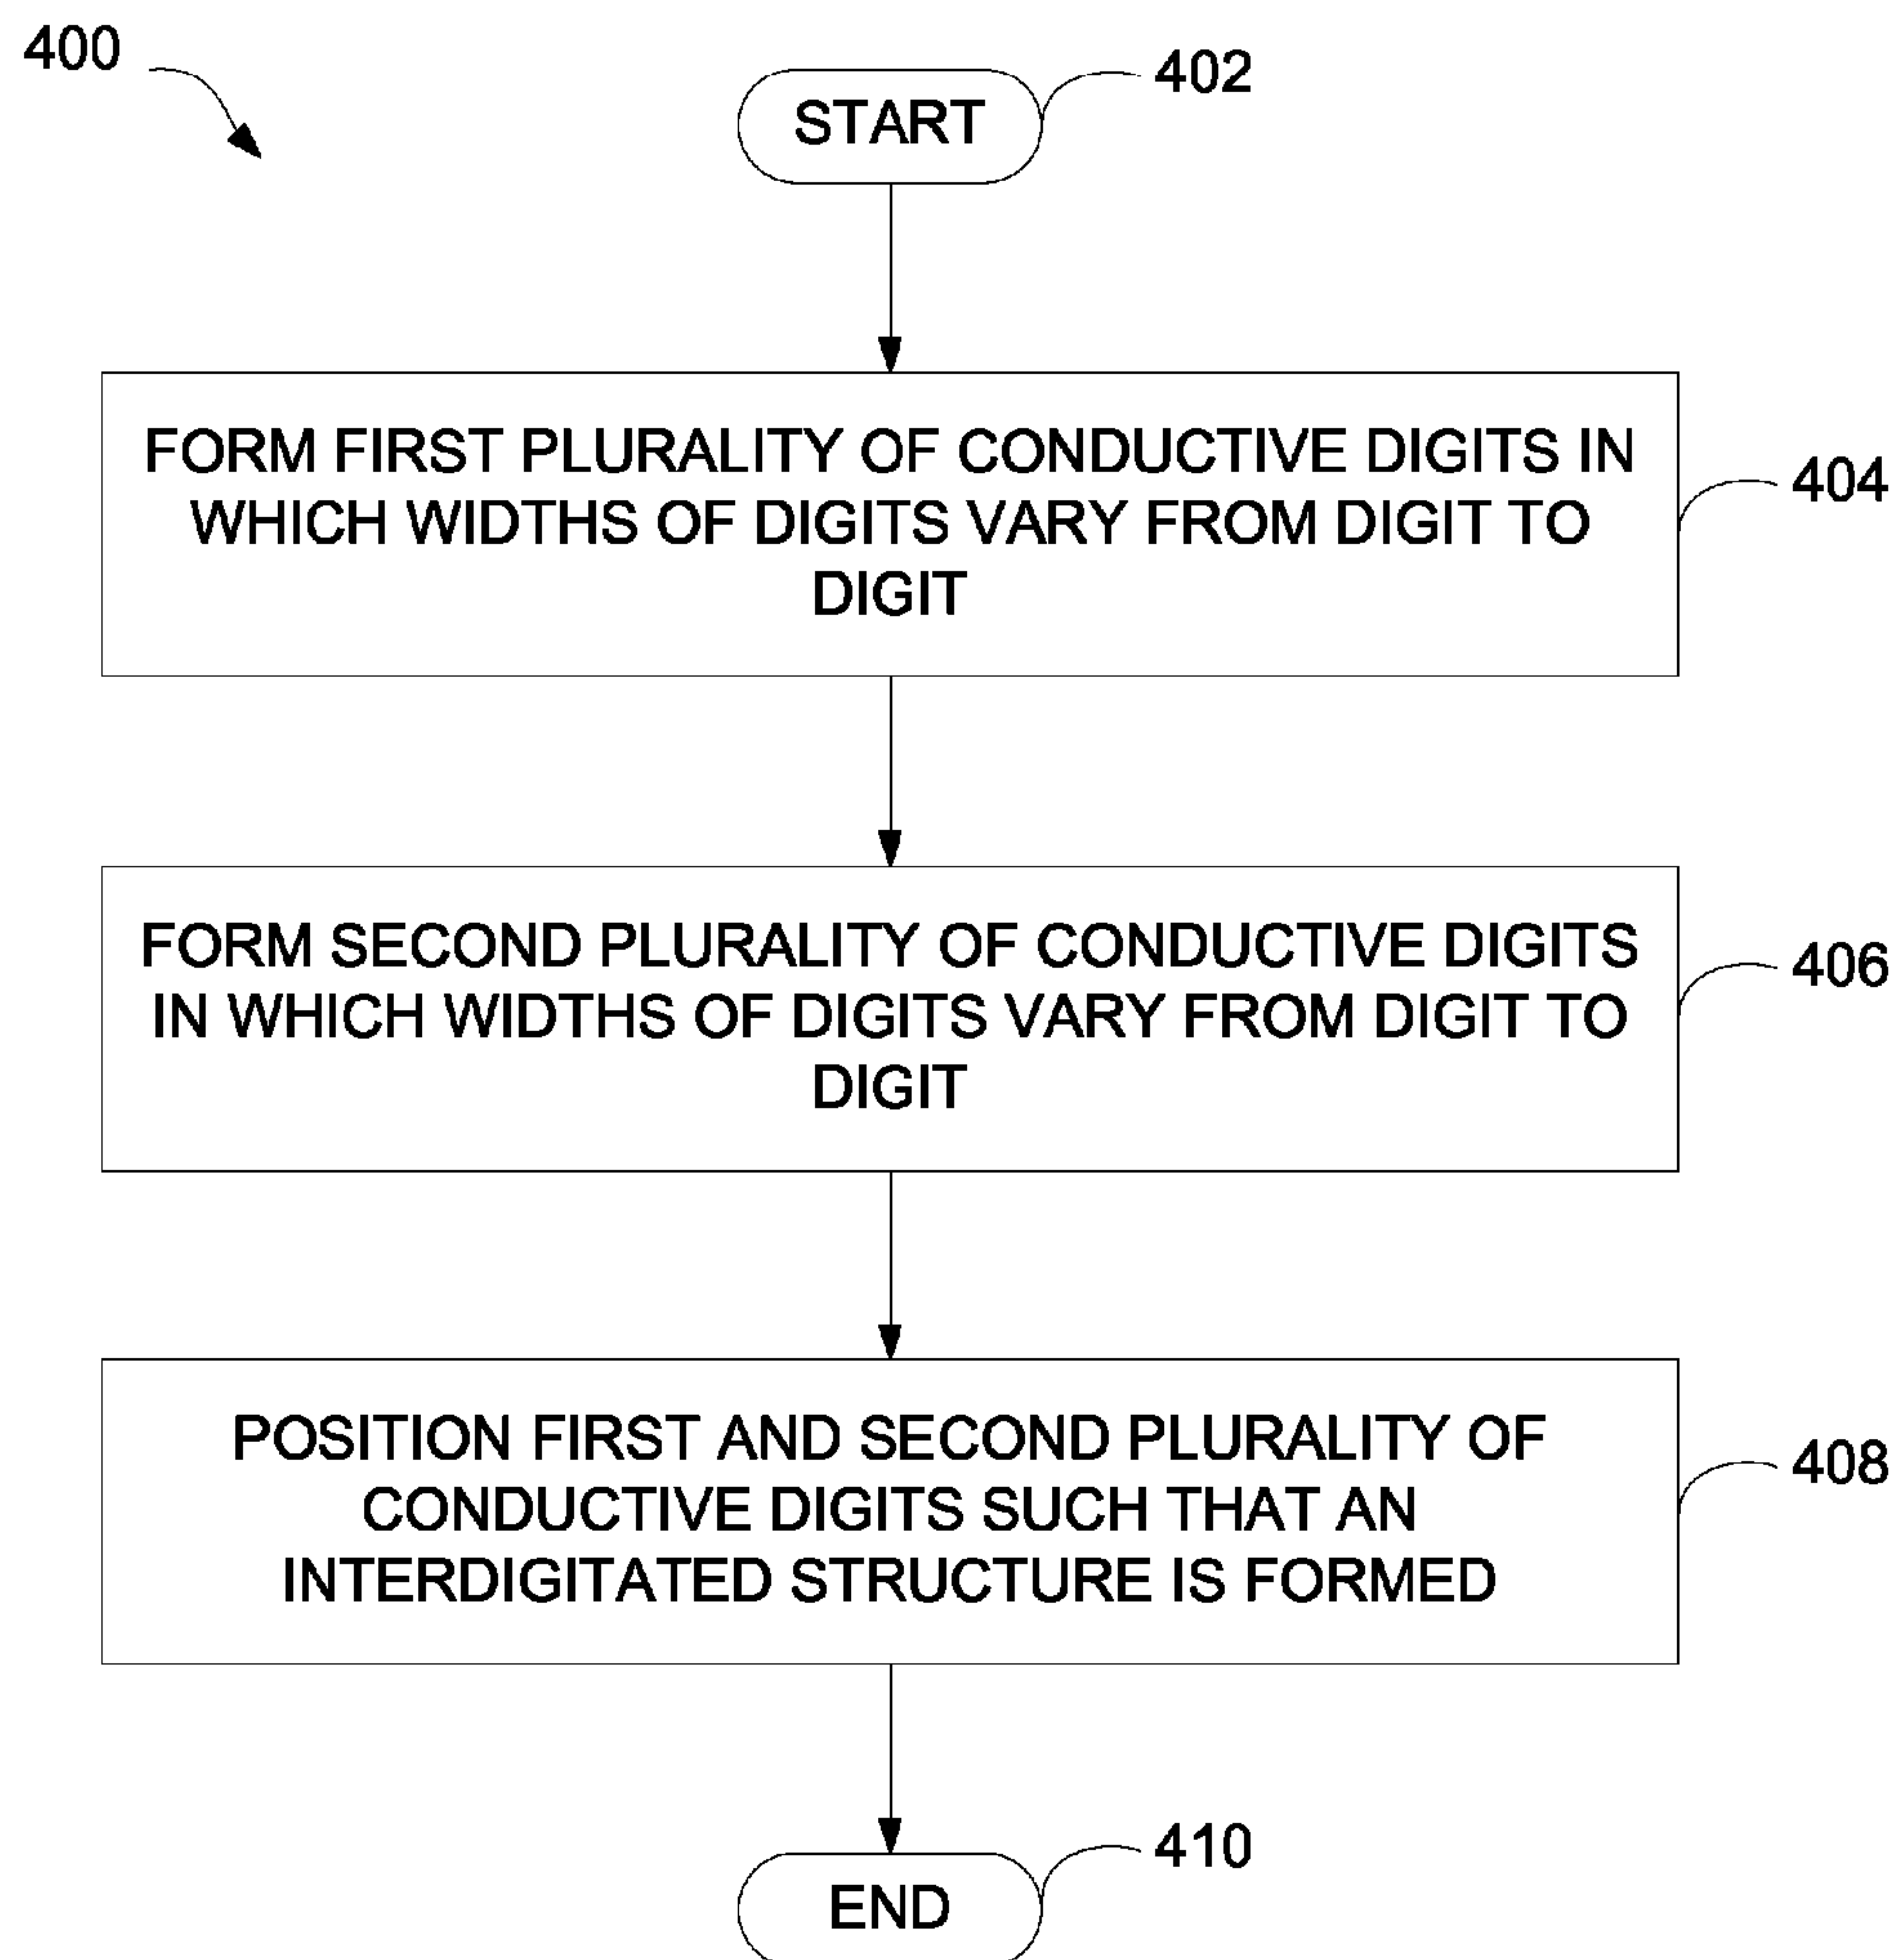 400
START
402
FORM FIRST PLURALITY OF CONDUCTIVE DIGITS IN
WHICH WIDTHS OF DIGITS VARY FROM DIGIT TO
DIGIT
404
FORM SECOND PLURALITY OF CONDUCTIVE DIGITS
IN WHICH WIDTHS OF DIGITS VARY FROM DIGIT TO
DIGIT
406
POSITION FIRST AND SECOND PLURALITY OF
CONDUCTIVE DIGITS SUCH THAT AN
INTERDIGITATED STRUCTURE IS FORMED
408
END
410